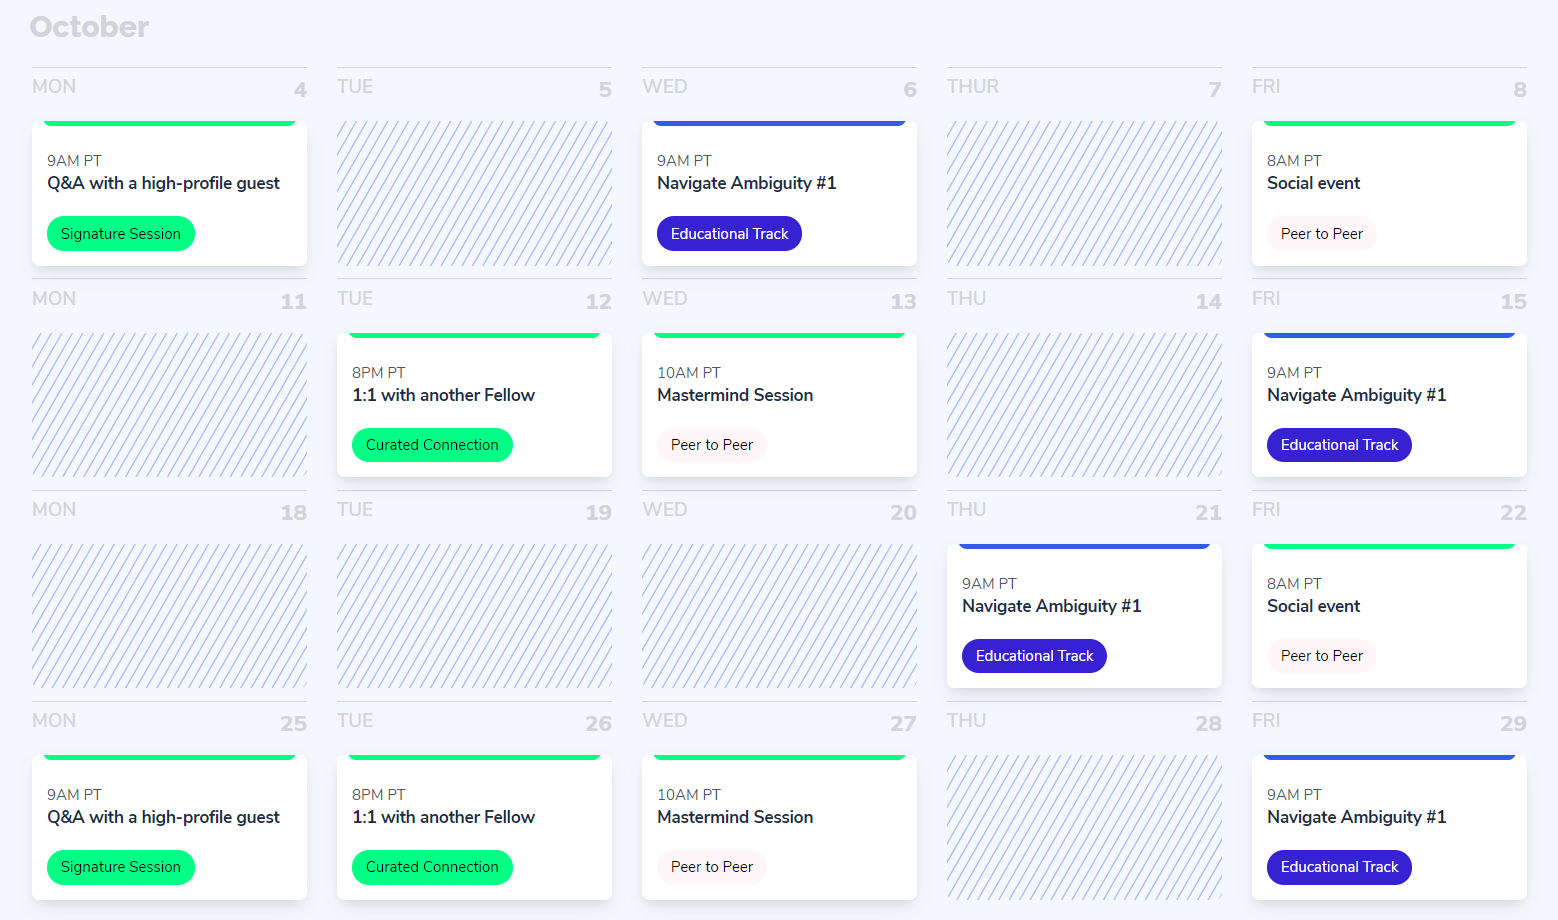 October
MON 4 TUE 5 WED 6 THUR 7 FRI 8
9AM PT
Q&A with a high-profile guest
Signature Session
9AM PT
Navigate Ambiguity #1
Educational Track
8AM PT
Social event
Peer to Peer
MON 11 TUE 12 WED 13 THU 14 FRI 15
8PM PT
1:1 with another Fellow
Curated Connection
10AM PT
Mastermind Session
Peer to Peer
9AM PT
Navigate Ambiguity #1
Educational Track
MON 18 TUE 19 WED 20 THU 21 FRI 22
9AM PT
Navigate Ambiguity #1
Educational Track
8AM PT
Social event
Peer to Peer
MON 25 TUE 26 WED 27 THU 28 FRI 29
9AM PT
Q&A with a high-profile guest
Signature Session
8PM PT
1:1 with another Fellow
Curated Connection
10AM PT
Mastermind Session
Peer to Peer
9AM PT
Navigate Ambiguity #1
Educational Track